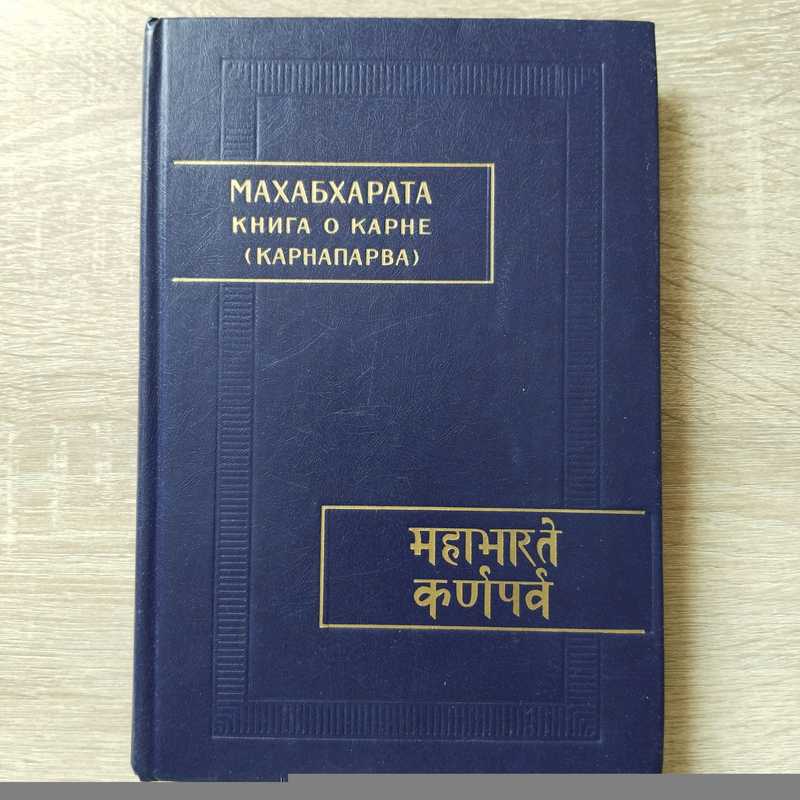 МАХАБХАРАТА
КНИГА О КАРНЕ
(КАРНАПАРВА)
महाभारते
कर्णपर्व